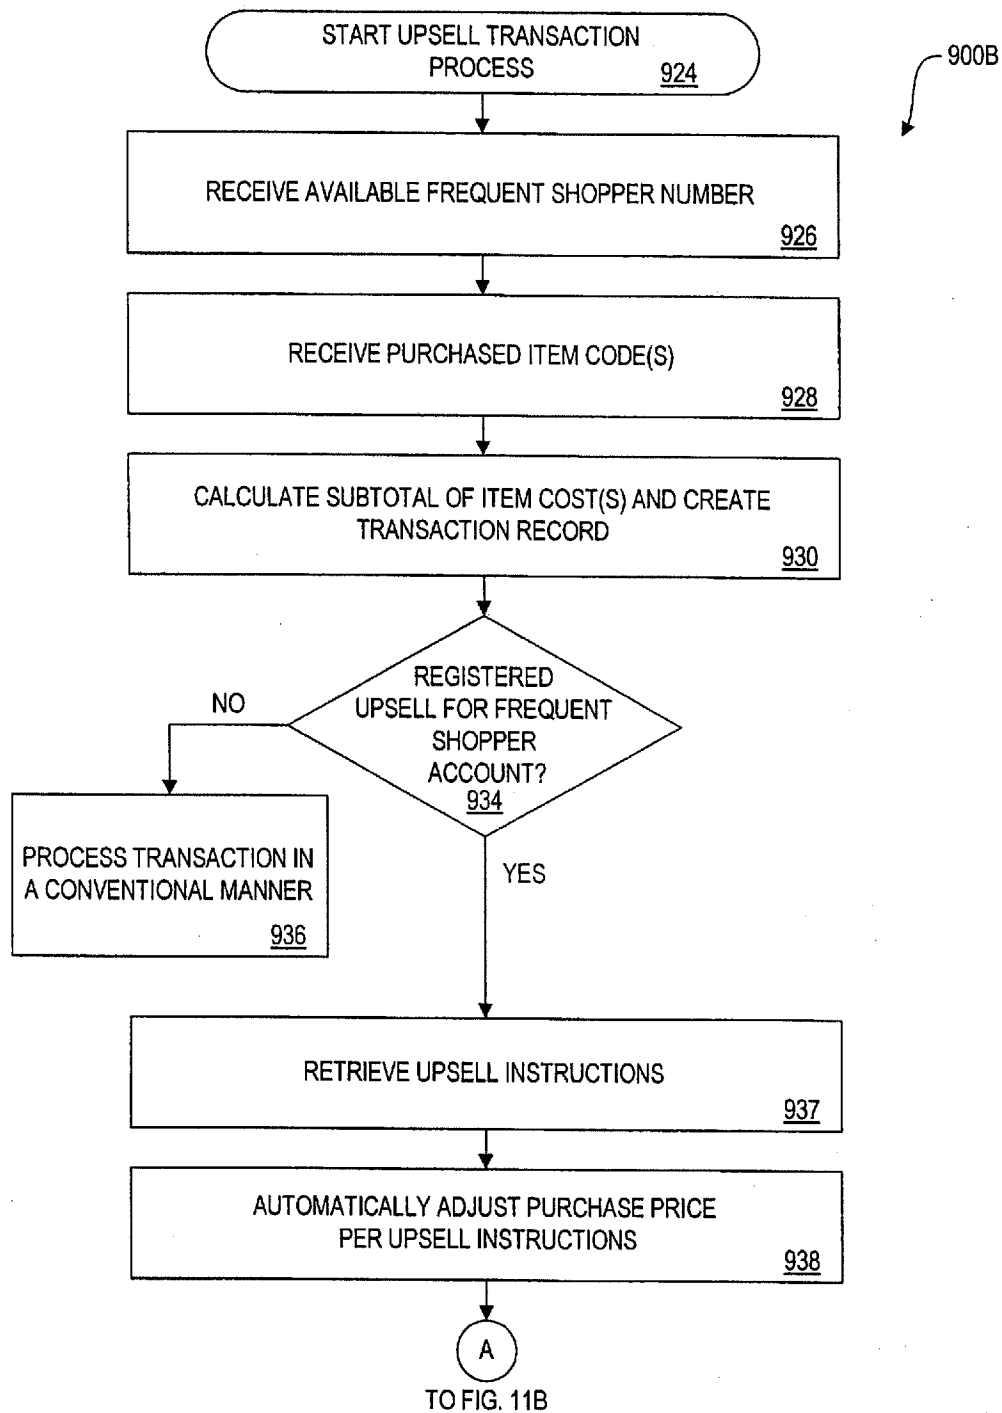 START UPSELL TRANSACTION
PROCESS
924
900B
RECEIVE AVAILABLE FREQUENT SHOPPER NUMBER
926
RECEIVE PURCHASED ITEM CODE(S)
928
CALCULATE SUBTOTAL OF ITEM COST(S) AND CREATE
TRANSACTION RECORD
930
REGISTERED
UPSELL FOR FREQUENT
SHOPPER
ACCOUNT?
934
NO
PROCESS TRANSACTION IN
A CONVENTIONAL MANNER
936
YES
RETRIEVE UPSELL INSTRUCTIONS
937
AUTOMATICALLY ADJUST PURCHASE PRICE
PER UPSELL INSTRUCTIONS
938
A
TO FIG. 11B